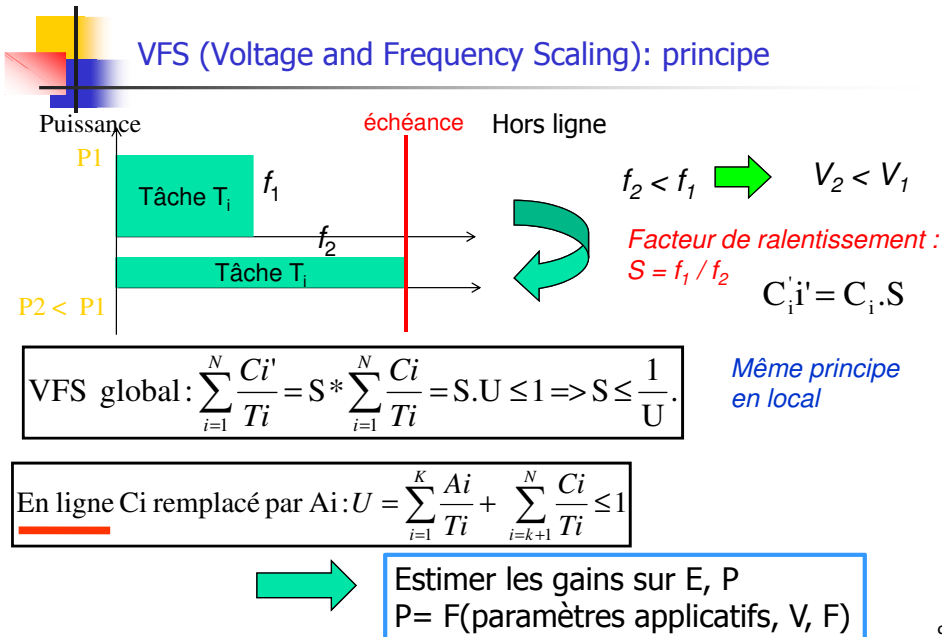 VFS (Voltage and Frequency Scaling): principe
Puissance
échéance
Hors ligne
P1
Tâche Ti
f1
f2 < f1
V2 < V1
f2
Tâche Ti
Facteur de ralentissement :
S = f1 / f2
P2 < P1
C'ii' = Ci.S
VFS global : ∑_{i=1}^{N} Ci'/Ti = S* ∑_{i=1}^{N} Ci/Ti = S.U ≤ 1 => S ≤ 1/U.
Même principe
en local
En ligne Ci remplacé par Ai : U = ∑_{i=1}^{K} Ai/Ti + ∑_{i=k+1}^{N} Ci/Ti ≤ 1
Estimer les gains sur E, P
P= F(paramètres applicatifs, V, F)